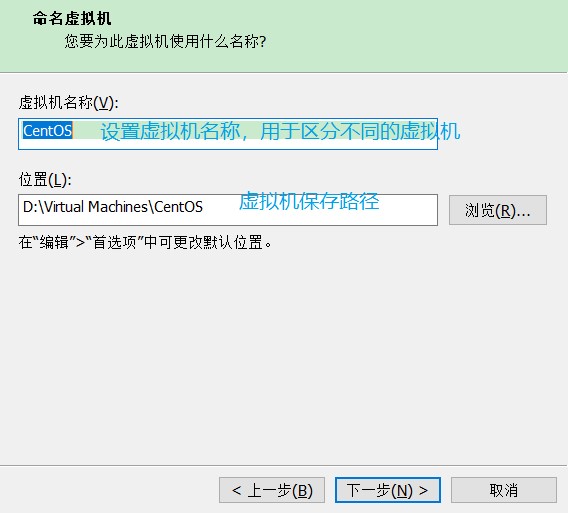 命名虚拟机
您要为此虚拟机使用什么名称?
虚拟机名称(V):
CentOS 设置虚拟机名称，用于区分不同的虚拟机
位置(L):
D:\Virtual Machines\CentOS 虚拟机保存路径
浏览(R)...
在“编辑”>“首选项”中可更改默认位置。
< 上一步(B) 下一步(N) > 取消